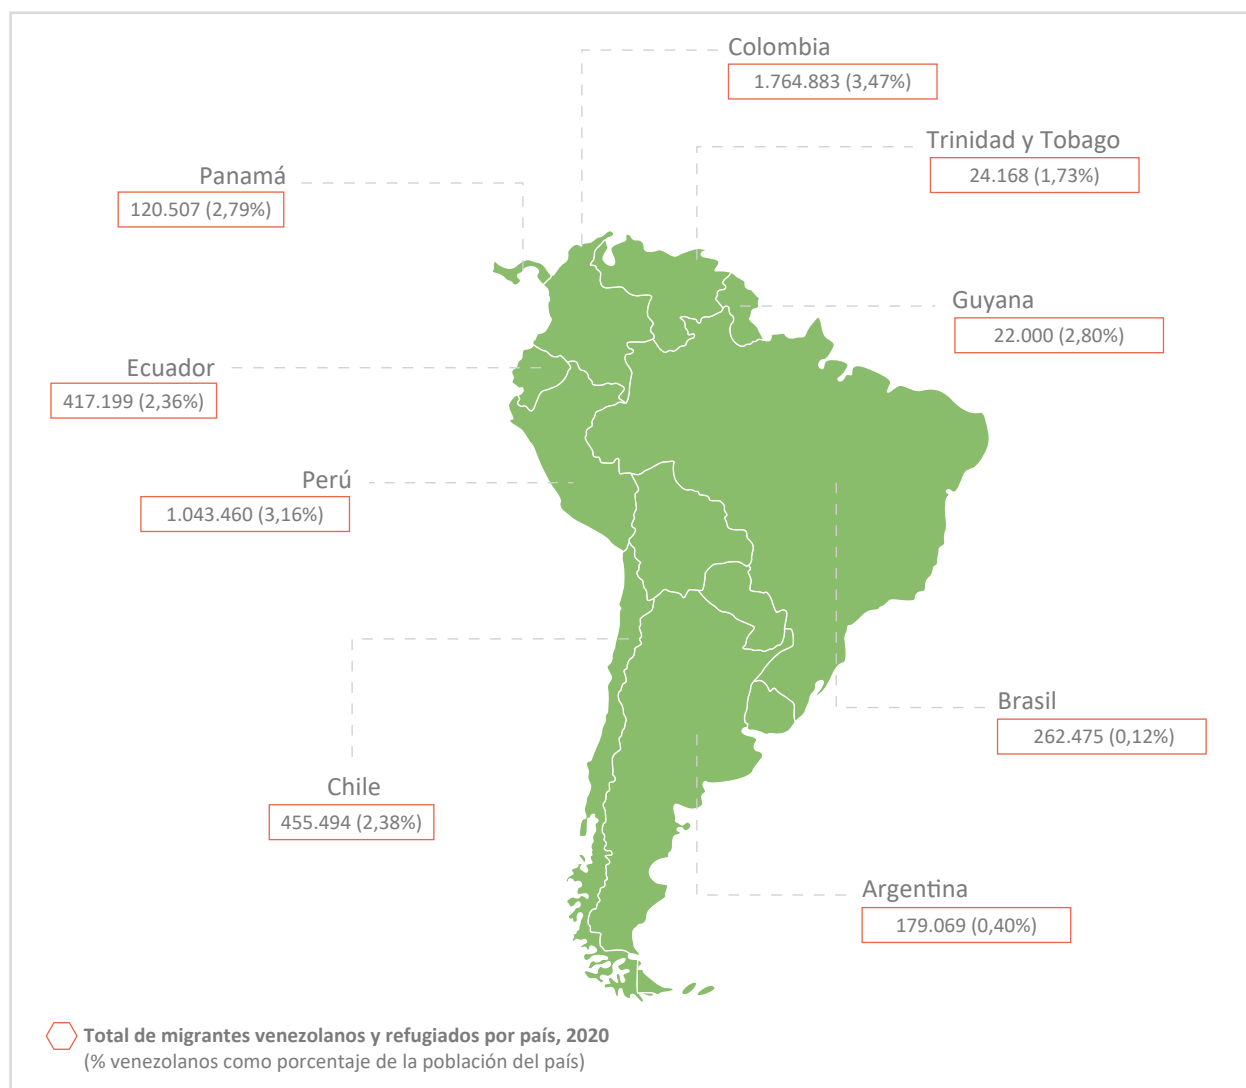 Colombia
1.764.883 (3,47%)
Trinidad y Tobago
24.168 (1,73%)
Panamá
120.507 (2,79%)
Guyana
22.000 (2,80%)
Ecuador
417.199 (2,36%)
Perú
1.043.460 (3,16%)
Brasil
262.475 (0,12%)
Chile
455.494 (2,38%)
Argentina
179.069 (0,40%)
Total de migrantes venezolanos y refugiados por país, 2020
(% venezolanos como porcentaje de la población del país)